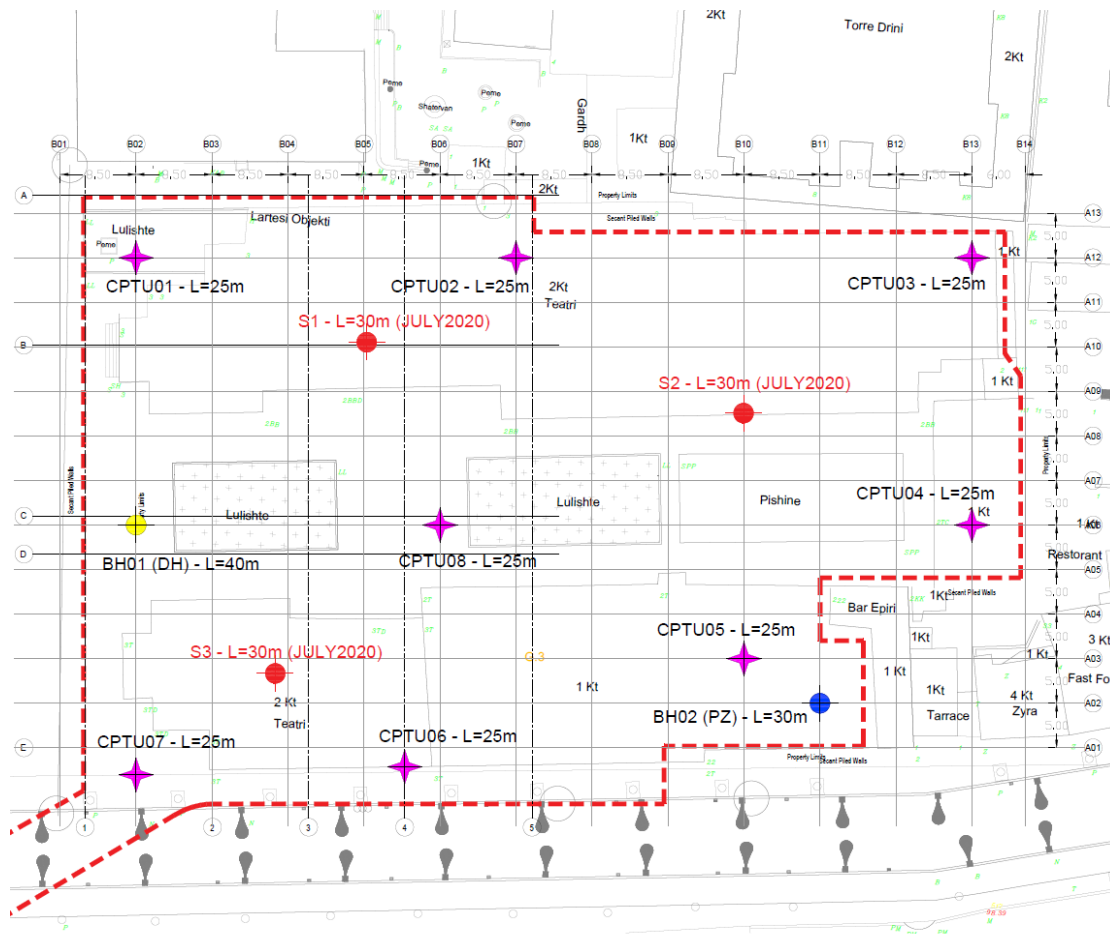 2Kt
Torre Drini
2Kt
Peme
Shatervan
Peme
Peme
Gardh
1Kt
Peme
1Kt
B01
B02
B03
B04
B05
B06
B07
B08
B09
B10
B11
B12
B13
B14
8.50
8.50
8.50
8.50
8.50
8.50
8.50
8.50
8.50
8.50
8.50
6.00
2Kt
Property Limits
Secant Piled Walls
A
Lartesi Objekti
A13
Lulishte
Peme
1 Kt
A12
CPTU01 - L=25m
CPTU02 - L=25m
CPTU03 - L=25m
2Kt
Teatri
A11
S1 - L=30m (JULY2020)
B
A10
S2 - L=30m (JULY2020)
1 Kt
A09
A08
Property Limits
Secant Piled Walls
A07
CPTU04 - L=25m
1 Kt
Lulishte
Lulishte
Pishine
C
BH01 (DH) - L=40m
CPTU08 - L=25m
D
Restorant
A05
1Kt
Secant Piled Walls
Bar Epiri
A04
CPTU05 - L=25m
1Kt
3 Kt
S3 - L=30m (JULY2020)
1 Kt
A03
1 Kt
1 Kt
1Kt
Fast Fo
2 Kt
Teatri
BH02 (PZ) - L=30m
Tarrace
4 Kt
Zyra
A02
CPTU07 - L=25m
CPTU06 - L=25m
E
A01
Property Limits
Secant Piled Walls
1
2
3
4
5